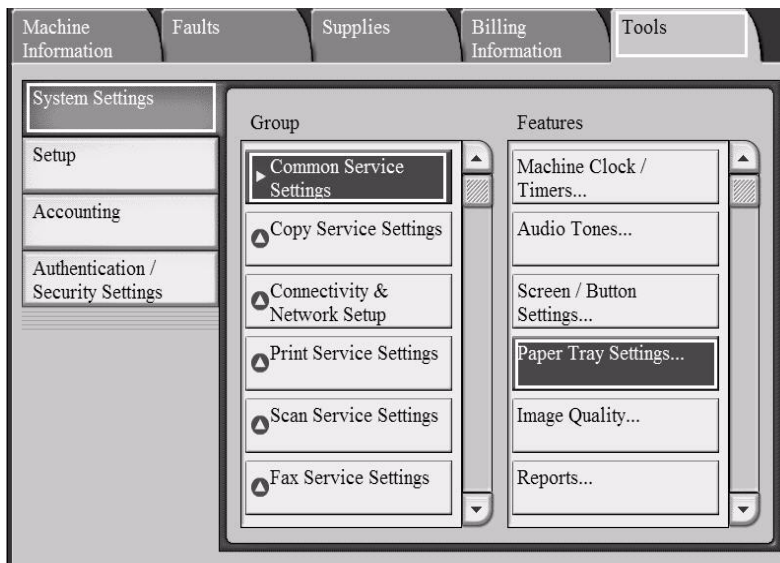 Machine
Information
Faults
Supplies
Billing
Information
Tools
System Settings
Setup
Accounting
Authentication /
Security Settings
Group
Common Service
Settings
Copy Service Settings
Connectivity &
Network Setup
Print Service Settings
Scan Service Settings
Fax Service Settings
Features
Machine Clock /
Timers...
Audio Tones...
Screen / Button
Settings...
Paper Tray Settings...
Image Quality...
Reports...